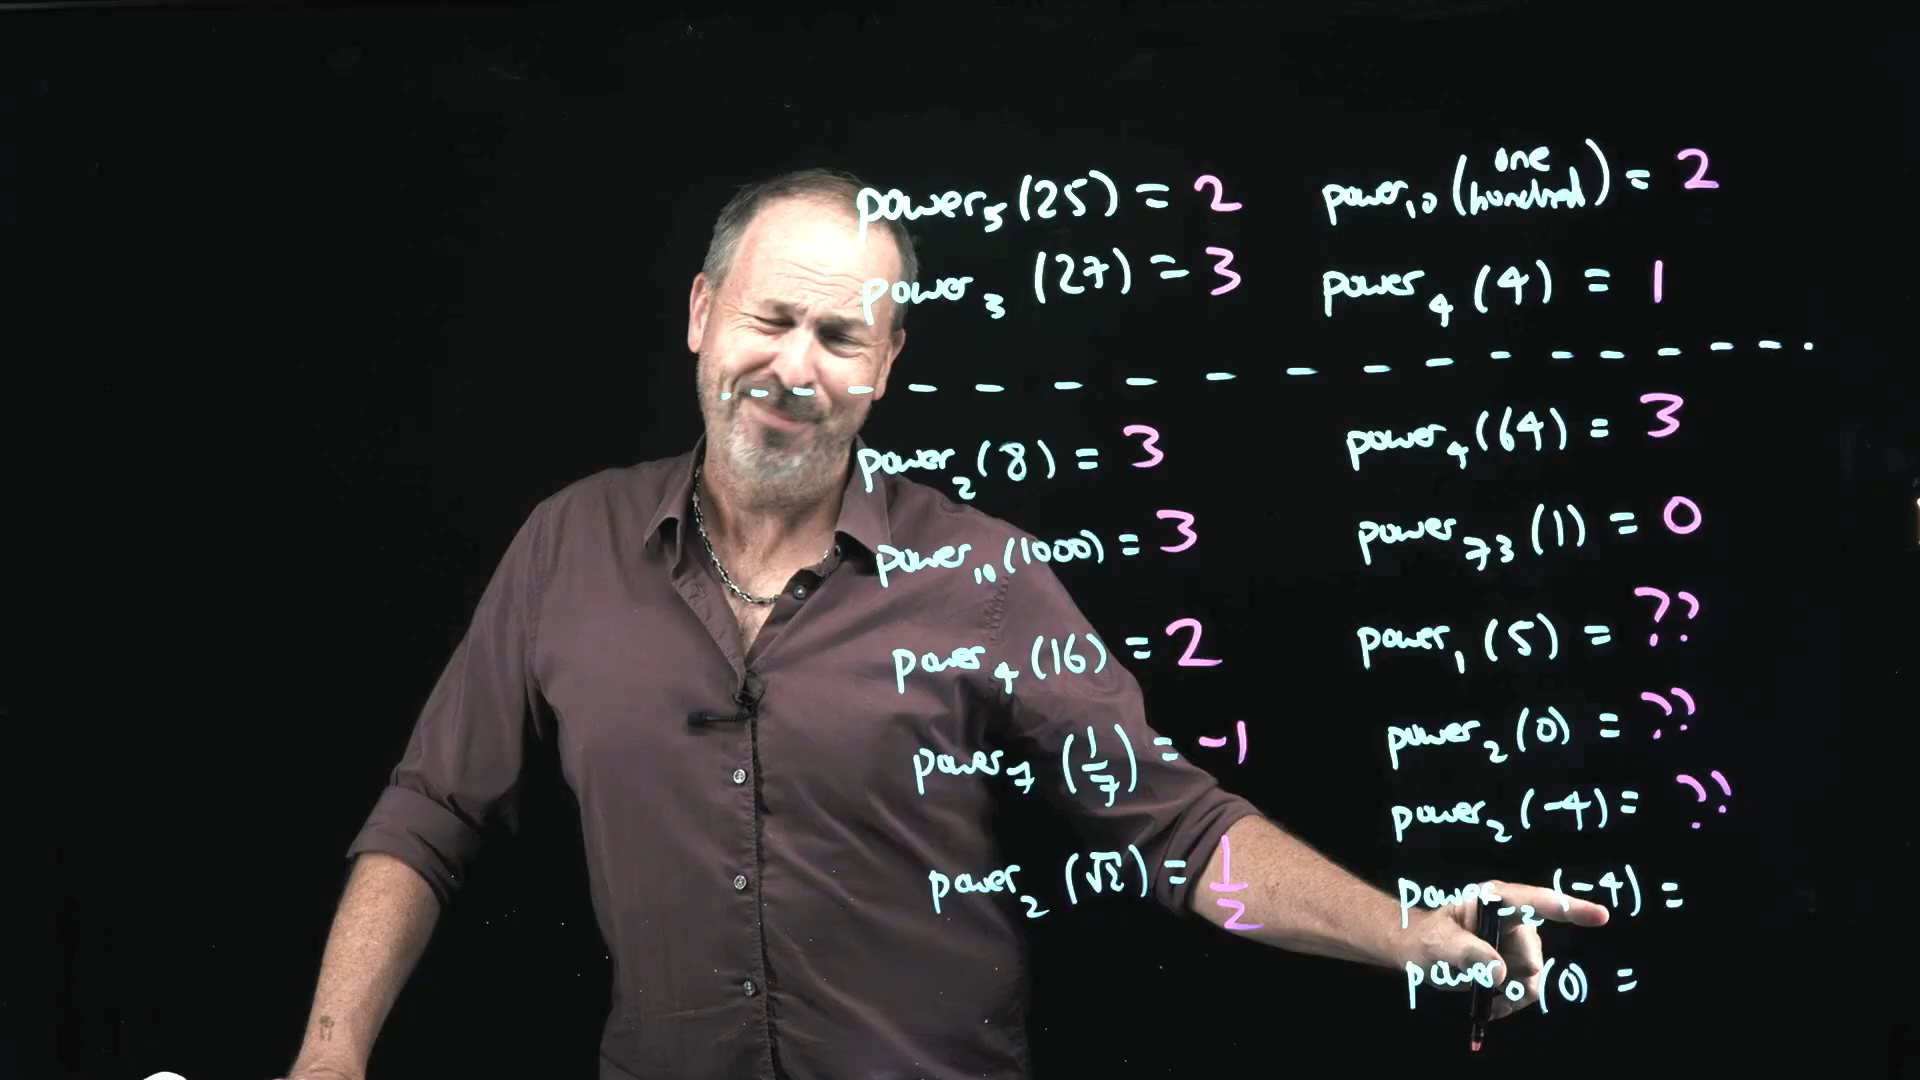 power₅(25) = 2
power₁₀(one hundred) = 2
power₃(27) = 3
power₄(4) = 1
power₂(8) = 3
power₁₀(1000) = 3
power₄(16) = 2
power₇(1/7) = -1
power₂(√2) = 1/2
power₄(64) = 3
power₇₃(1) = 0
power₁(5) = ??
power₂(0) = ??
power₂(-4) = ??
power₋₂(-4) =
power₀(0) =